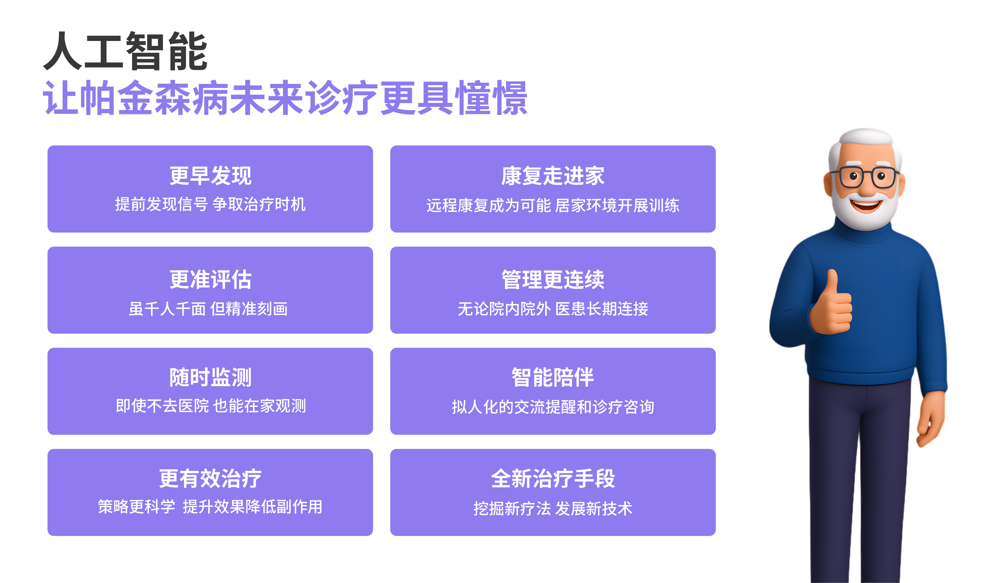 人工智能
让帕金森病未来诊疗更具憧憬
更早发现
提前发现信号 争取治疗时机
康复走进家
远程康复成为可能 居家环境开展训练
更准评估
虽千人千面 但精准刻画
管理更连续
无论院内院外 医患长期连接
随时监测
即使不去医院 也能在家观测
智能陪伴
拟人化的交流提醒和诊疗咨询
更有效治疗
策略更科学  提升效果降低副作用
全新治疗手段
挖掘新疗法 发展新技术